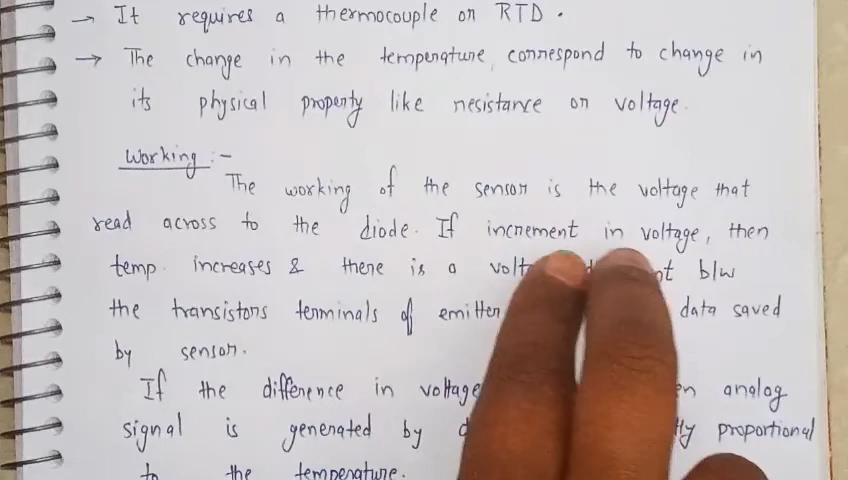 → It requires a thermocouple or RTD.
→ The change in the temperature, correspond to change in
its physical property like resistance or voltage.
Working :-
The working of the sensor is the voltage that
read across to the diode. If increment in voltage, then
temp. increases & there is a b/w
the transistors terminals of emitter data saved
by sensor.
If the difference in voltage analog
signal is generated by proportional
to the temperature.